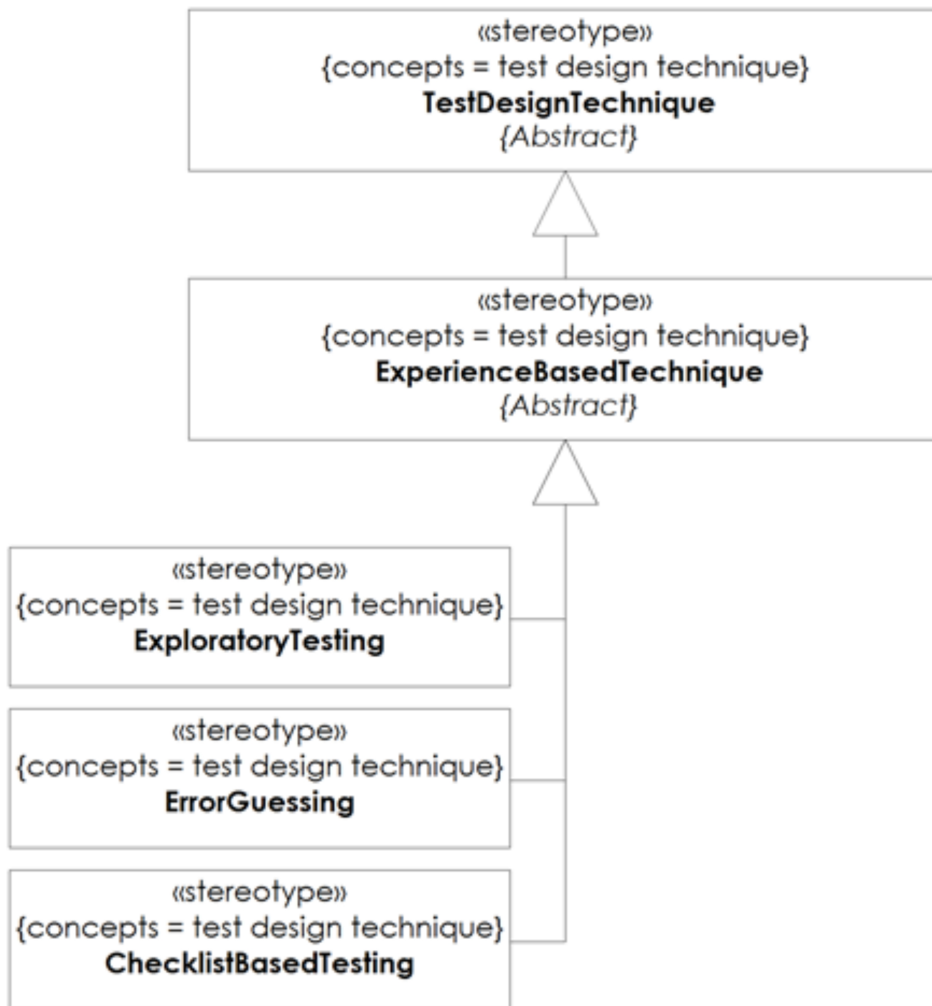 «stereotype»
{concepts = test design technique}
TestDesignTechnique
{Abstract}
«stereotype»
{concepts = test design technique}
ExperienceBasedTechnique
{Abstract}
«stereotype»
{concepts = test design technique}
ExploratoryTesting
«stereotype»
{concepts = test design technique}
ErrorGuessing
«stereotype»
{concepts = test design technique}
ChecklistBasedTesting